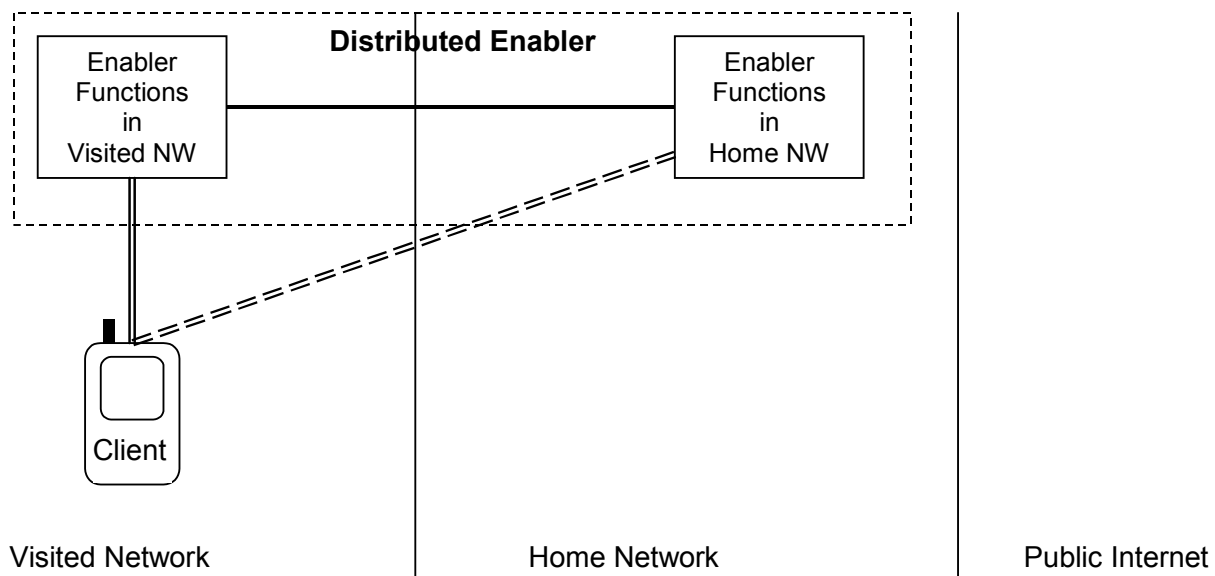 Distributed Enabler
Enabler
Functions
in
Visited NW
Enabler
Functions
in
Home NW
Client
Visited Network
Home Network
Public Internet